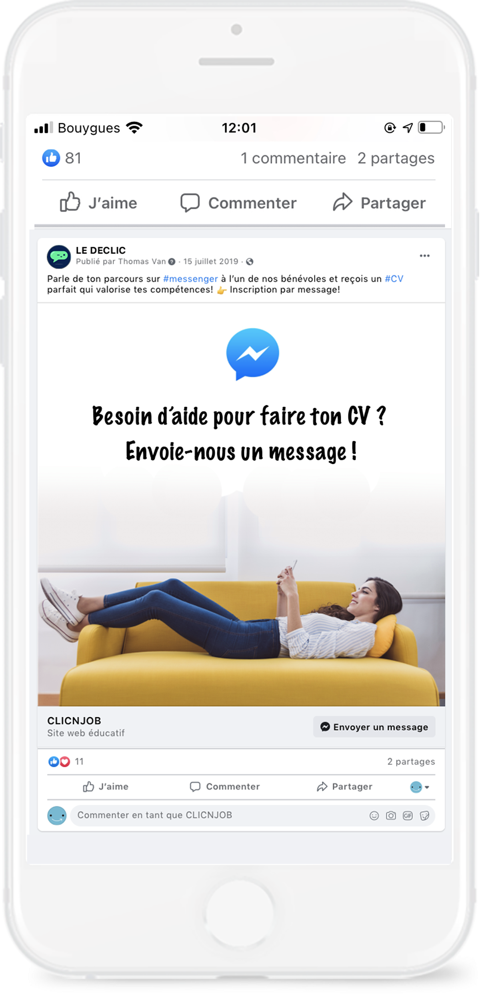 Bouygues 12:01
81 1 commentaire 2 partages
J'aime Commenter Partager
LE DECLIC
Publié par Thomas Van · 15 juillet 2019 ·
Parle de ton parcours sur #messenger à l'un de nos bénévoles et reçois un #CV
parfait qui valorise tes compétences! 👉 Inscription par message!
Besoin d'aide pour faire ton CV ?
Envoie-nous un message !
CLICNJOB
Site web éducatif
Envoyer un message
11 2 partages
J'aime Commenter Partager
Commenter en tant que CLICNJOB GIF